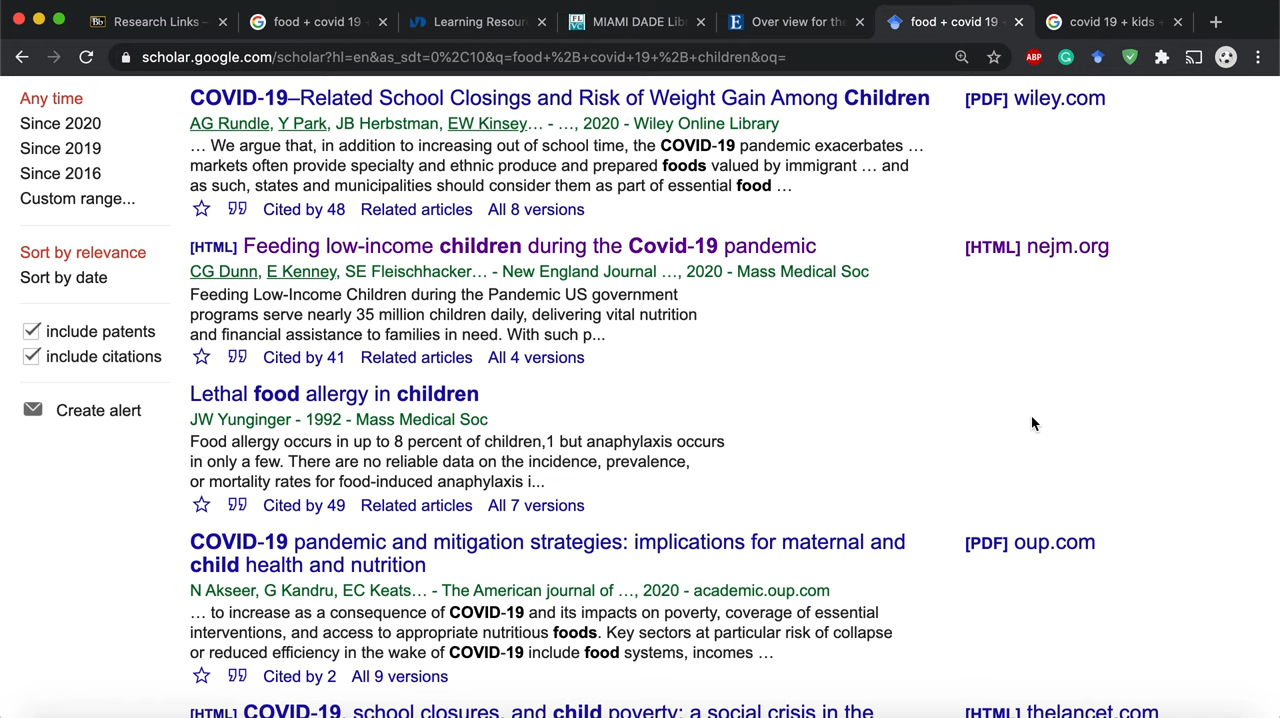 Research Links -
food + covid 19
Learning Resour
MIAMI DADE Lib
Over view for the
food + covid 19
covid 19 + kids
scholar.google.com/scholar?hl=en&as_sdt=0%2C10&q=food+%2B+covid+19+%2B+children&oq=
ABP
Any time
Since 2020
Since 2019
Since 2016
Custom range...
Sort by relevance
Sort by date
include patents
include citations
Create alert
COVID-19–Related School Closings and Risk of Weight Gain Among Children
[PDF] wiley.com
AG Rundle, Y Park, JB Herbstman, EW Kinsey… - …, 2020 - Wiley Online Library
… We argue that, in addition to increasing out of school time, the COVID-19 pandemic exacerbates …
markets often provide specialty and ethnic produce and prepared foods valued by immigrant … and
as such, states and municipalities should consider them as part of essential food …
Cited by 48 Related articles All 8 versions
[HTML] Feeding low-income children during the Covid-19 pandemic
[HTML] nejm.org
CG Dunn, E Kenney, SE Fleischhacker… - New England Journal …, 2020 - Mass Medical Soc
Feeding Low-Income Children during the Pandemic US government
programs serve nearly 35 million children daily, delivering vital nutrition
and financial assistance to families in need. With such p...
Cited by 41 Related articles All 4 versions
Lethal food allergy in children
JW Yunginger - 1992 - Mass Medical Soc
Food allergy occurs in up to 8 percent of children,1 but anaphylaxis occurs
in only a few. There are no reliable data on the incidence, prevalence,
or mortality rates for food-induced anaphylaxis i...
Cited by 49 Related articles All 7 versions
COVID-19 pandemic and mitigation strategies: implications for maternal and
child health and nutrition
[PDF] oup.com
N Akseer, G Kandru, EC Keats… - The American journal of …, 2020 - academic.oup.com
… to increase as a consequence of COVID-19 and its impacts on poverty, coverage of essential
interventions, and access to appropriate nutritious foods. Key sectors at particular risk of collapse
or reduced efficiency in the wake of COVID-19 include food systems, incomes …
Cited by 2 All 9 versions
[HTML] COVID-19, school closures, and child poverty: a social crisis in the
[HTML] thelancet.com